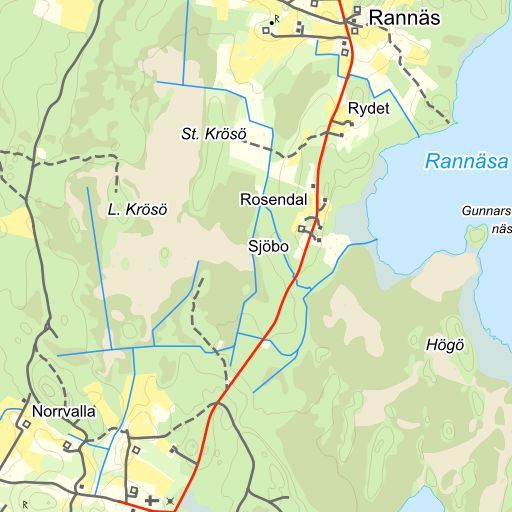 Rannäs
R
Rydet
St. Krösö
Rannäsa
Rosendal
L. Krösö
Gunnars
näs
Sjöbo
Högö
Norrvalla
R